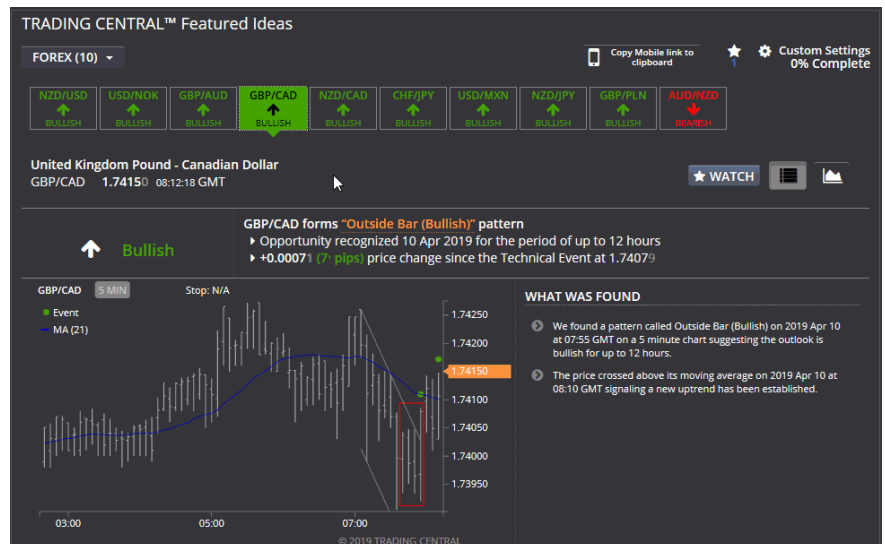 TRADING CENTRAL™ Featured Ideas
FOREX (10)
Copy Mobile link to
clipboard
1
Custom Settings
0% Complete
NZD/USD USD/NOK GBP/AUD GBP/CAD NZD/CAD CHF/JPY USD/MXN NZD/JPY GBP/PLN AUD/NZD
BULLISH BULLISH BULLISH BULLISH BULLISH BULLISH BULLISH BULLISH BULLISH BEARISH
United Kingdom Pound - Canadian Dollar
GBP/CAD 1.74150 08:12:18 GMT
WATCH
Bullish
GBP/CAD forms "Outside Bar (Bullish)" pattern
Opportunity recognized 10 Apr 2019 for the period of up to 12 hours
+0.00071 (7¹ pips) price change since the Technical Event at 1.74079
GBP/CAD 5 MIN Stop: N/A
Event
MA (21)
1.74250
1.74200
1.74150
1.74100
1.74050
1.74000
1.73950
03:00 05:00 07:00
© 2019 TRADING CENTRAL
WHAT WAS FOUND
We found a pattern called Outside Bar (Bullish) on 2019 Apr 10
at 07:55 GMT on a 5 minute chart suggesting the outlook is
bullish for up to 12 hours.
The price crossed above its moving average on 2019 Apr 10 at
08:10 GMT signaling a new uptrend has been established.